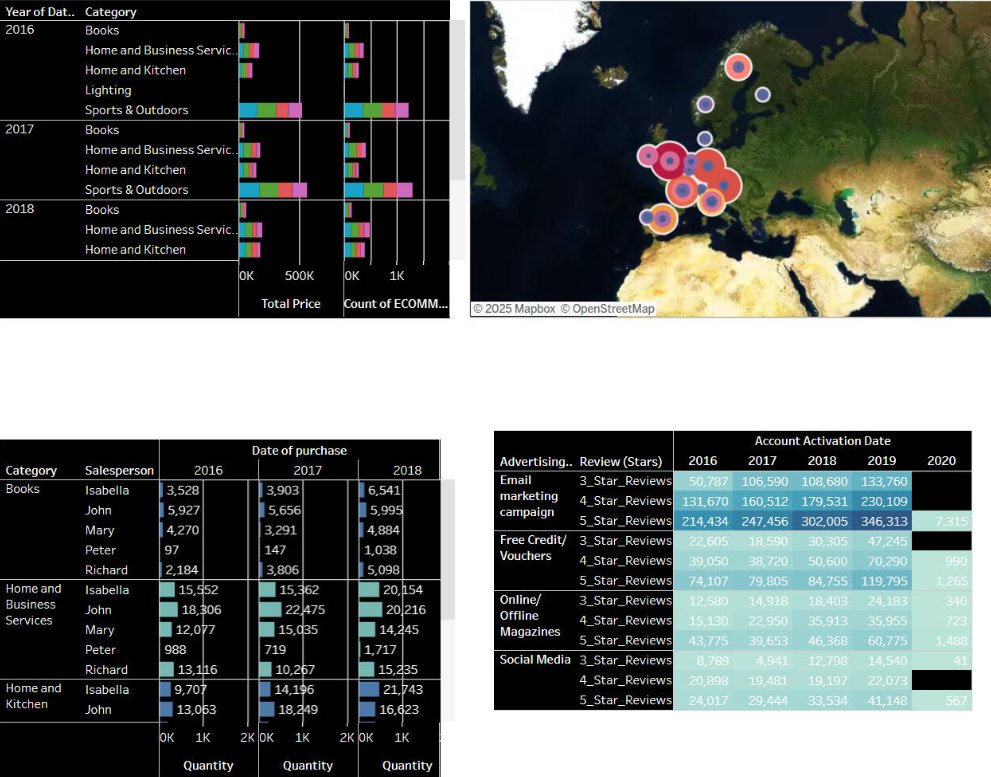 Year of Dat.. Category
2016 Books
Home and Business Servic..
Home and Kitchen
Lighting
Sports & Outdoors
2017 Books
Home and Business Servic..
Home and Kitchen
Sports & Outdoors
2018 Books
Home and Business Servic..
Home and Kitchen
0K 500K 0K 1K
Total Price Count of ECOMM...
© 2025 Mapbox © OpenStreetMap
Date of purchase
Category Salesperson 2016 2017 2018
Books Isabella 3,528 3,903 6,541
John 5,927 5,656 5,995
Mary 4,270 3,291 4,884
Peter 97 147 1,038
Richard 2,184 3,806 5,098
Home and Business Services Isabella 15,552 15,362 20,154
John 18,306 22,475 20,216
Mary 12,077 15,035 14,245
Peter 988 719 1,717
Richard 13,116 10,267 15,235
Home and Kitchen Isabella 9,707 14,196 21,743
John 13,063 18,249 16,623
0K 1K 2K 0K 1K 2K 0K 1K
Quantity Quantity Quantity
Account Activation Date
Advertising.. Review (Stars) 2016 2017 2018 2019 2020
Email marketing campaign 3_Star_Reviews 50,787 106,590 108,680 133,760
4_Star_Reviews 131,670 160,512 179,531 230,109
5_Star_Reviews 214,434 247,456 302,005 346,313 7,315
Free Credit/ Vouchers 3_Star_Reviews 22,605 18,590 30,305 47,245
4_Star_Reviews 39,050 38,720 50,600 70,290 990
5_Star_Reviews 74,107 79,805 84,755 119,795 1,265
Online/ Offline Magazines 3_Star_Reviews 12,580 14,918 18,403 24,183 340
4_Star_Reviews 15,130 22,950 35,913 35,955 723
5_Star_Reviews 43,775 39,653 46,368 60,775 1,488
Social Media 3_Star_Reviews 8,789 4,941 12,798 14,540 41
4_Star_Reviews 20,898 19,481 19,197 22,073
5_Star_Reviews 24,017 29,444 33,534 41,148 567